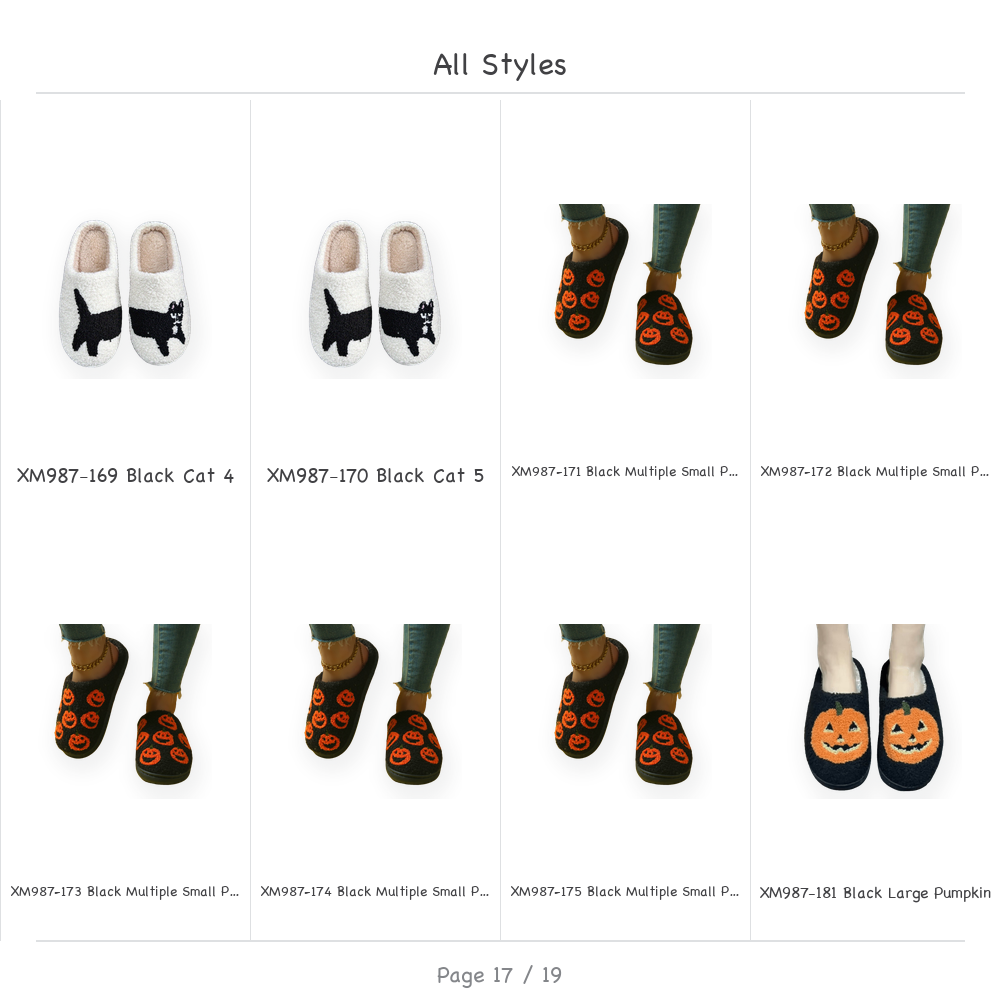 All Styles
XM987-169 Black Cat 4
XM987-170 Black Cat 5
XM987-171 Black Multiple Small P...
XM987-172 Black Multiple Small P...
XM987-173 Black Multiple Small P...
XM987-174 Black Multiple Small P...
XM987-175 Black Multiple Small P...
XM987-181 Black Large Pumpkin
Page 17 / 19